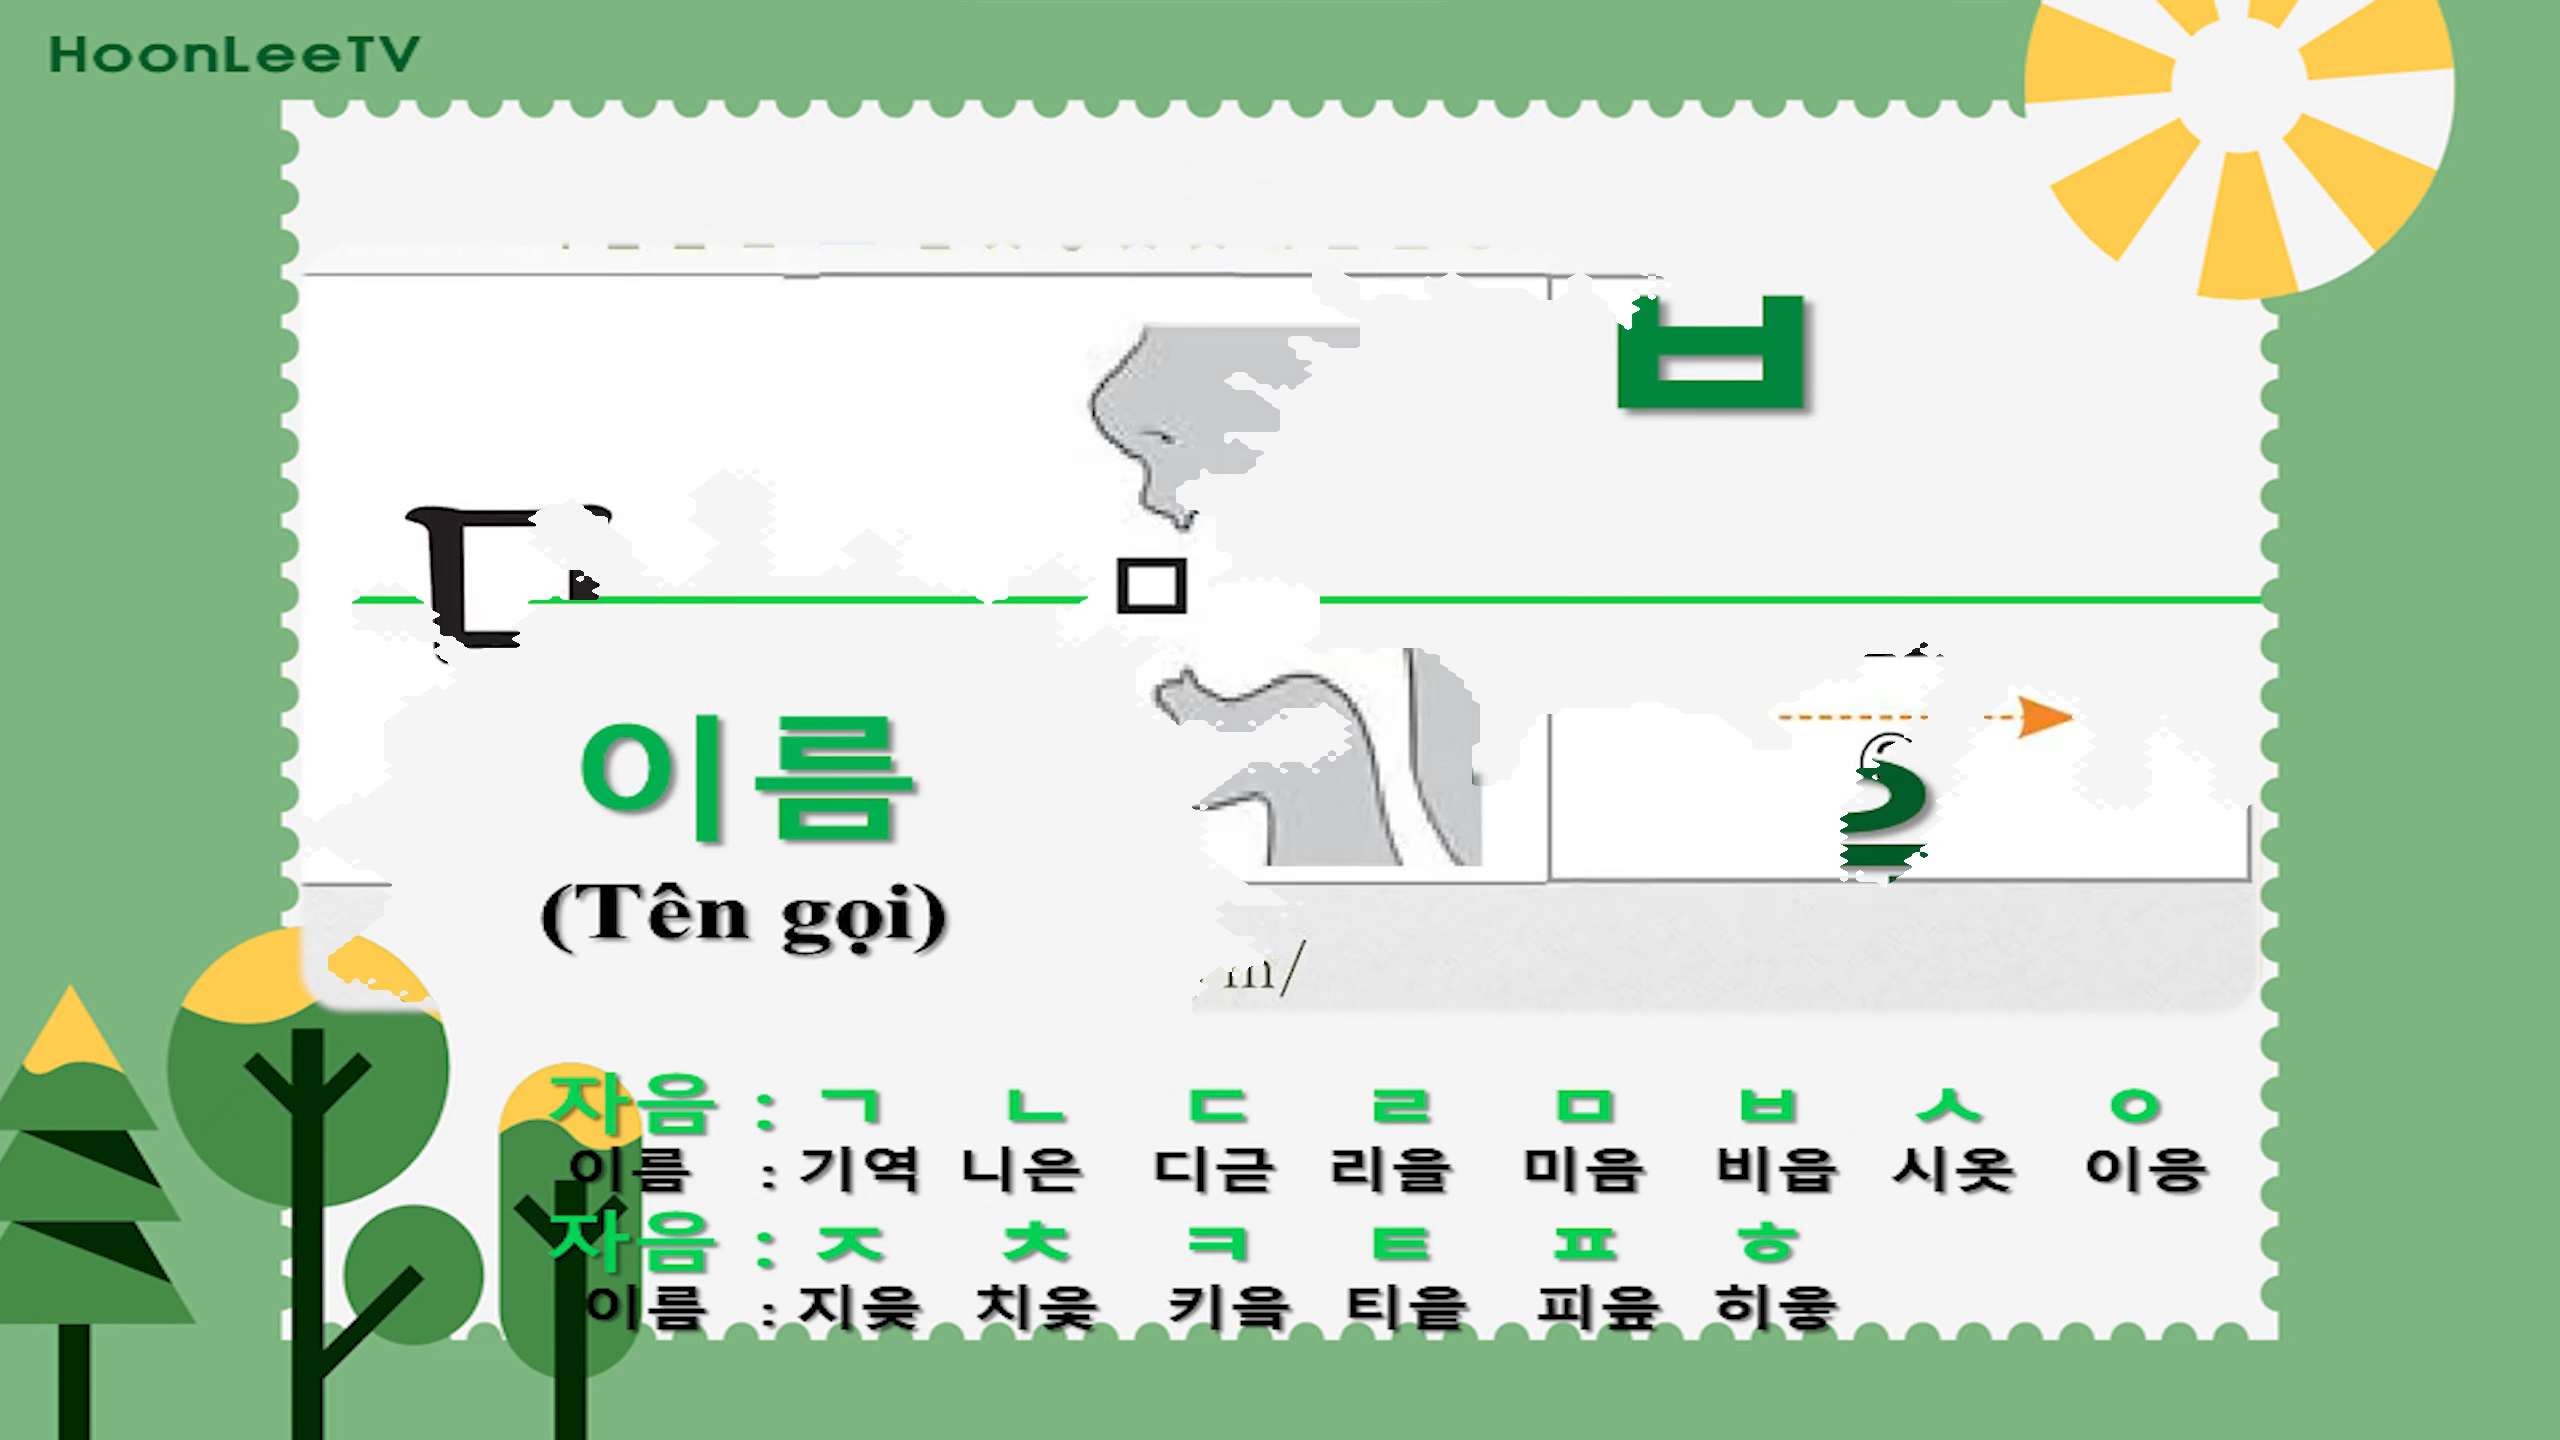 HoonLeeTV
ㅂ
ㅁ
이름
(Tên gọi)
m/
자음 : ㄱ ㄴ ㄷ ㄹ ㅁ ㅂ ㅅ ㅇ
이름 : 기역 니은 디귿 리을 미음 비읍 시옷 이응
자음 : ㅈ ㅊ ㅋ ㅌ ㅍ ㅎ
이름 : 지읒 치읓 키읔 티읕 피읖 히읗